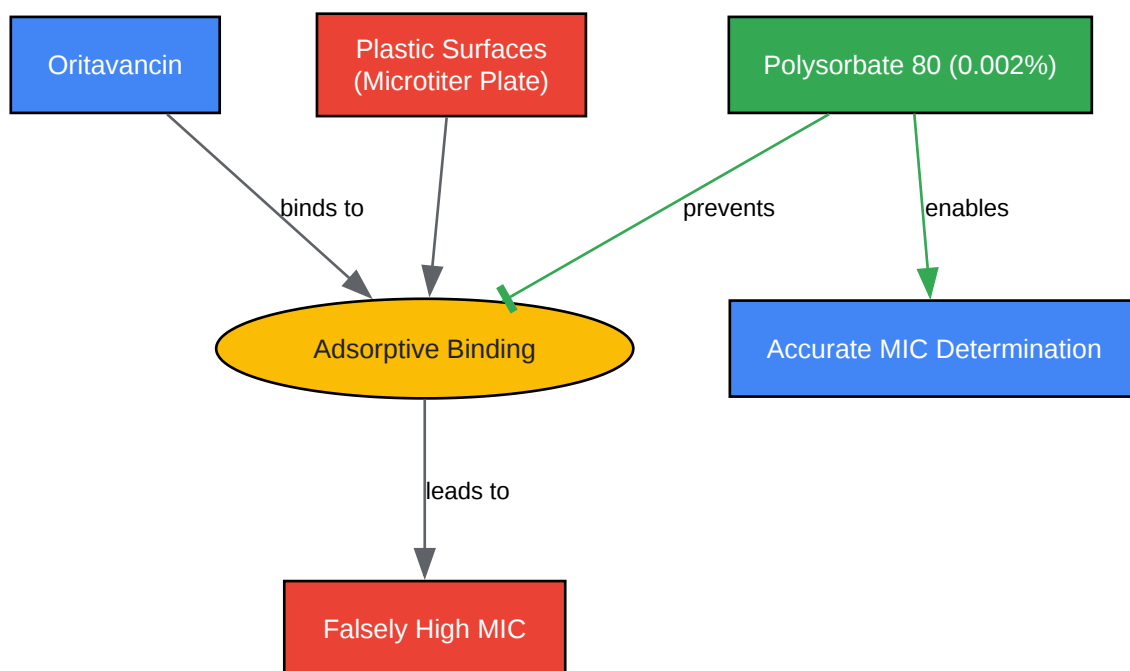 Oritavancin
Plastic Surfaces
(Microtiter Plate)
Polysorbate 80 (0.002%)
binds to
prevents
enables
Adsorptive Binding
Accurate MIC Determination
leads to
Falsely High MIC